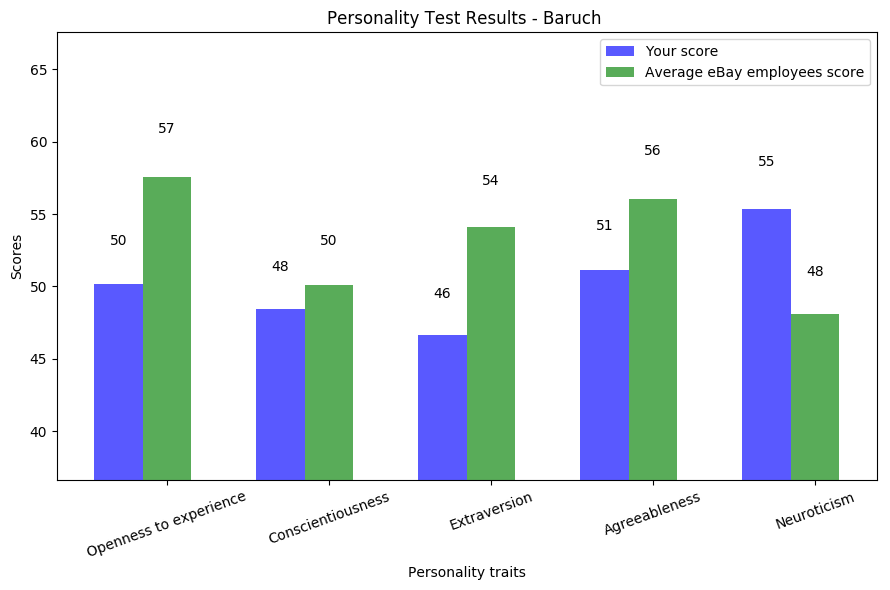 Personality Test Results - Baruch
Your score
Average eBay employees score
Scores
65
60
55
50
45
40
50
57
48
50
46
54
51
56
55
48
Openness to experience
Conscientiousness
Extraversion
Agreeableness
Neuroticism
Personality traits